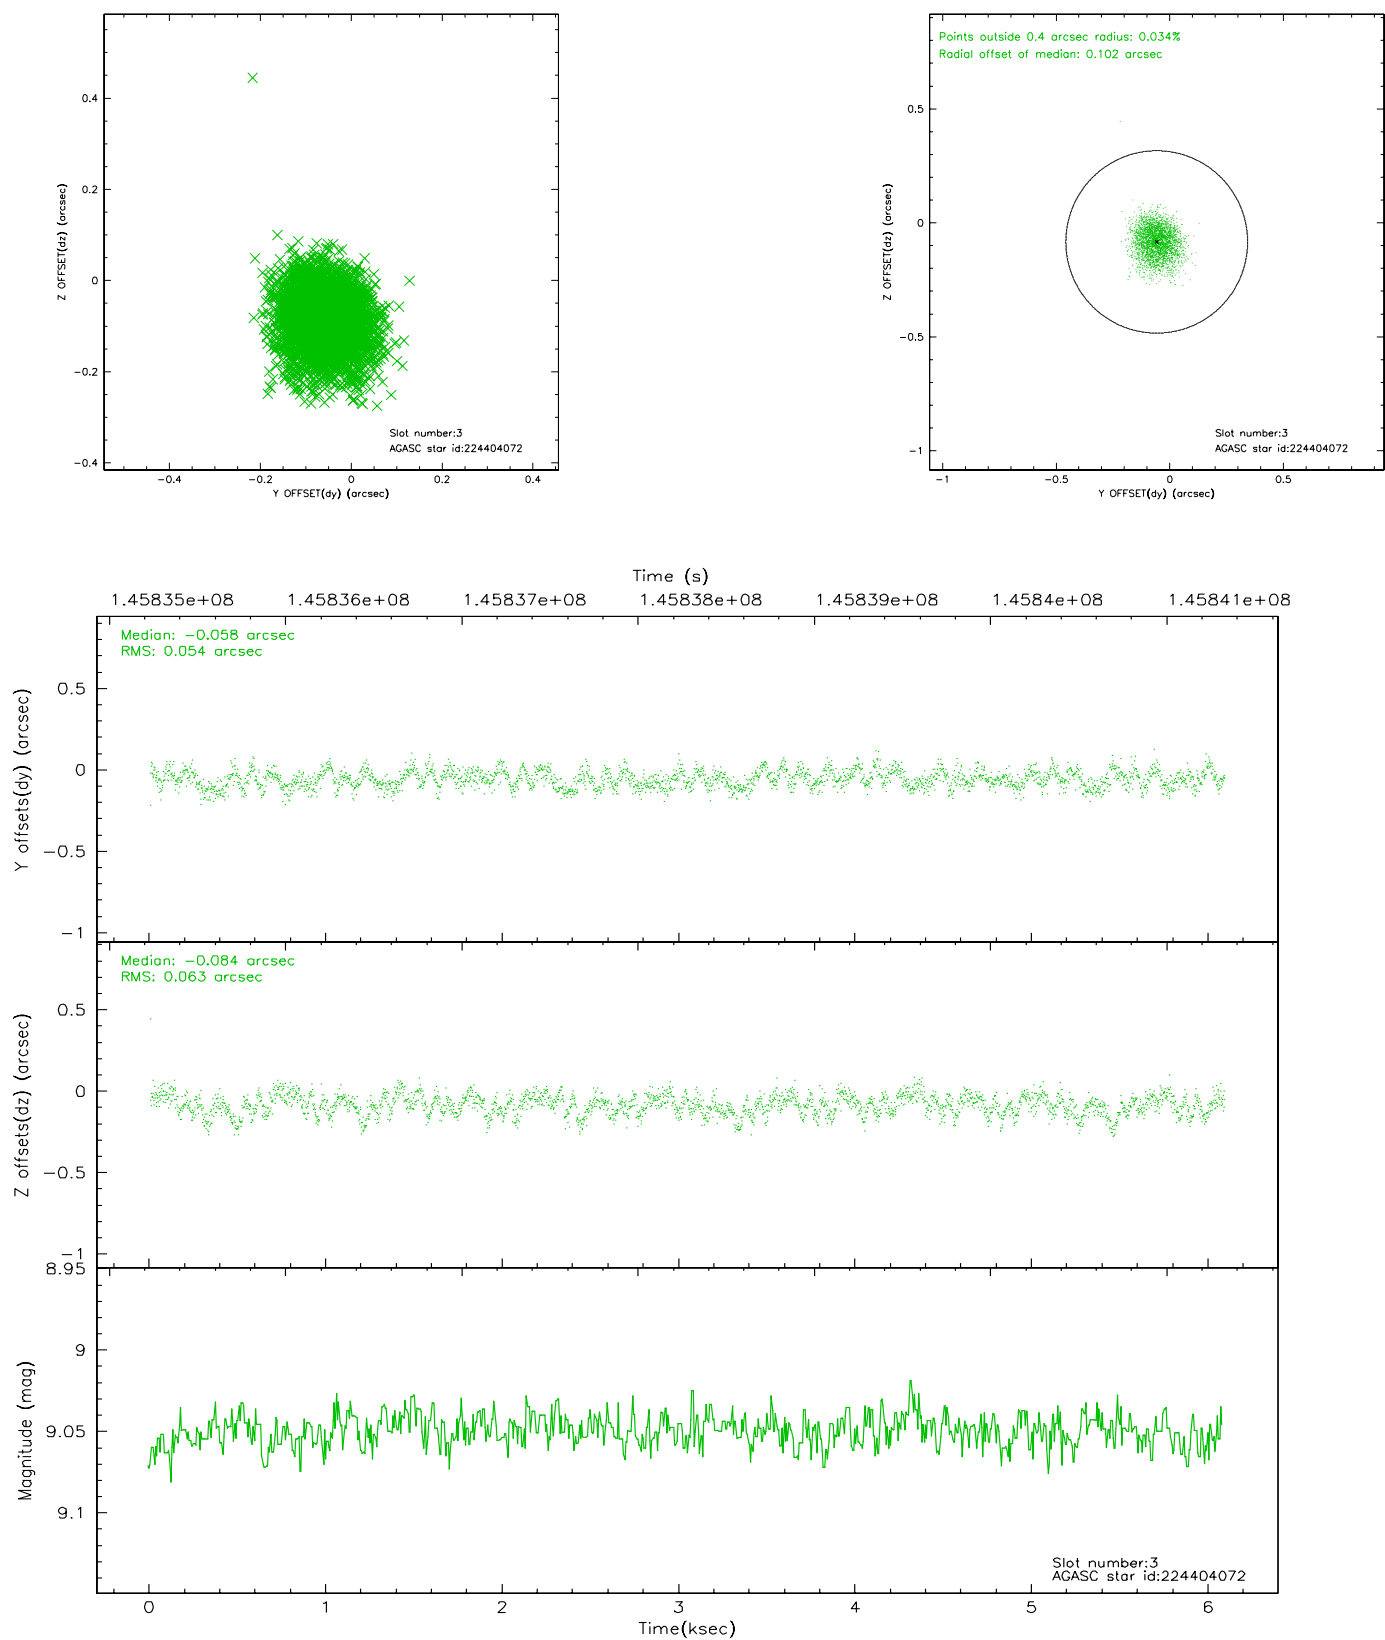 0.4
0.2
0
−0.2
−0.4
Z OFFSET(dz) (arcsec)
−0.4
−0.2
0
0.2
0.4
Y OFFSET(dy) (arcsec)
Slot number:3
AGASC star id:224404072
Points outside 0.4 arcsec radius: 0.034%
Radial offset of median: 0.102 arcsec
0.5
0
−0.5
−1
Z OFFSET(dz) (arcsec)
−1
−0.5
0
0.5
Y OFFSET(dy) (arcsec)
Slot number:3
AGASC star id:224404072
Time (s)
1.45835e+08 1.45836e+08 1.45837e+08 1.45838e+08 1.45839e+08 1.4584e+08 1.45841e+08
Median: −0.058 arcsec
RMS: 0.054 arcsec
0.5
0
−0.5
−1
Y offsets(dy) (arcsec)
Median: −0.084 arcsec
RMS: 0.063 arcsec
0.5
0
−0.5
−1
Z offsets(dz) (arcsec)
8.95
9
9.05
9.1
Magnitude (mag)
Slot number:3
AGASC star id:224404072
0 1 2 3 4 5 6
Time(ksec)